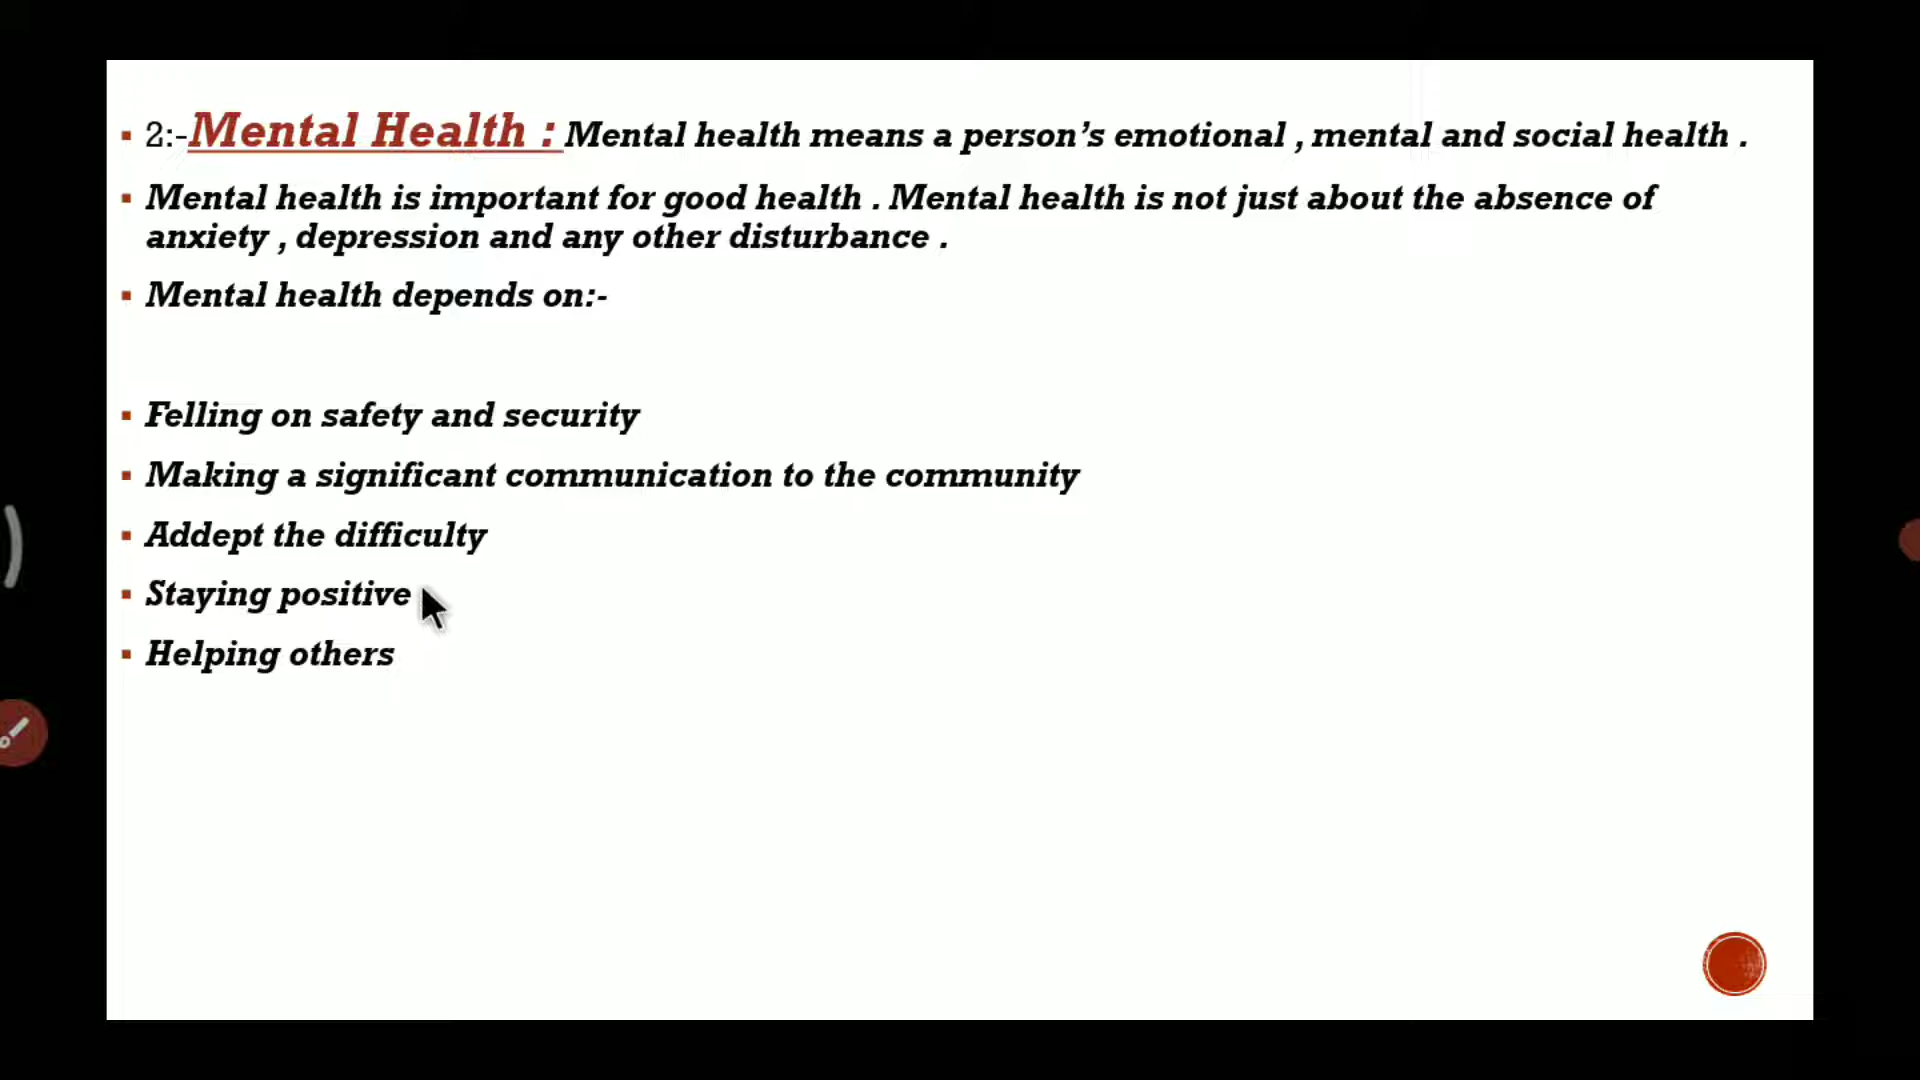 2:-Mental Health : Mental health means a person’s emotional , mental and social health .
Mental health is important for good health . Mental health is not just about the absence of
anxiety , depression and any other disturbance .
Mental health depends on:-
Felling on safety and security
Making a significant communication to the community
Addept the difficulty
Staying positive
Helping others